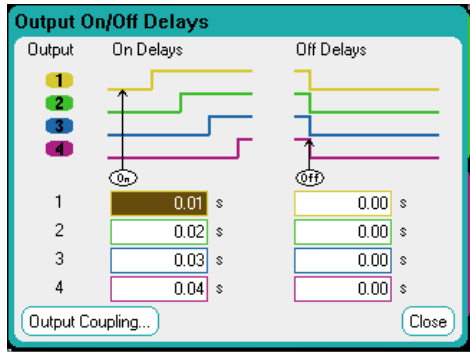 Output On/Off Delays
Output On Delays Off Delays
1
2
3
4
On Off
1 0.01 s 0.00 s
2 0.02 s 0.00 s
3 0.03 s 0.00 s
4 0.04 s 0.00 s
Output Coupling... Close